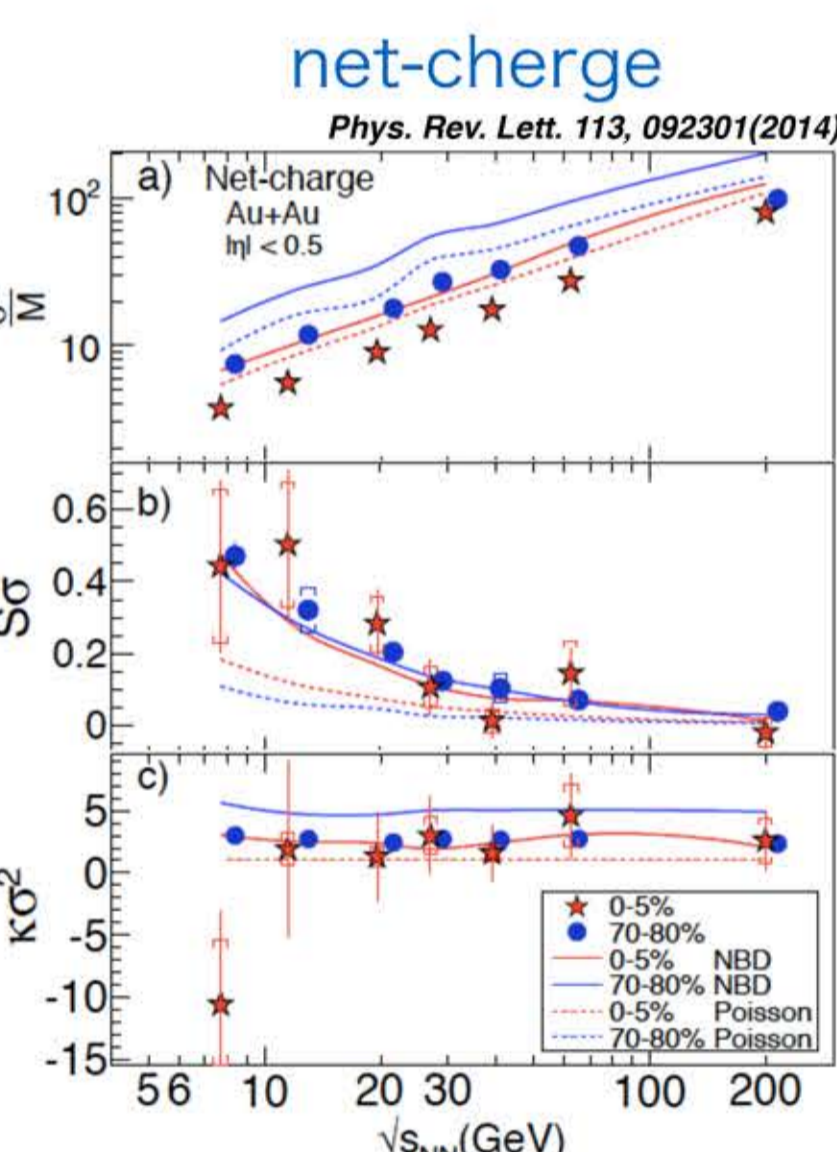 net-cherge
Phys. Rev. Lett. 113, 092301(2014)
a) Net-charge
Au+Au
|η| < 0.5
10²
10
M
b)
0.6
0.4
0.2
0
Sσ
c)
5
0
-5
-10
-15
κσ²
0-5%
70-80%
0-5% NBD
70-80% NBD
0-5% Poisson
70-80% Poisson
5 6 10 20 30 100 200
√sNN(GeV)